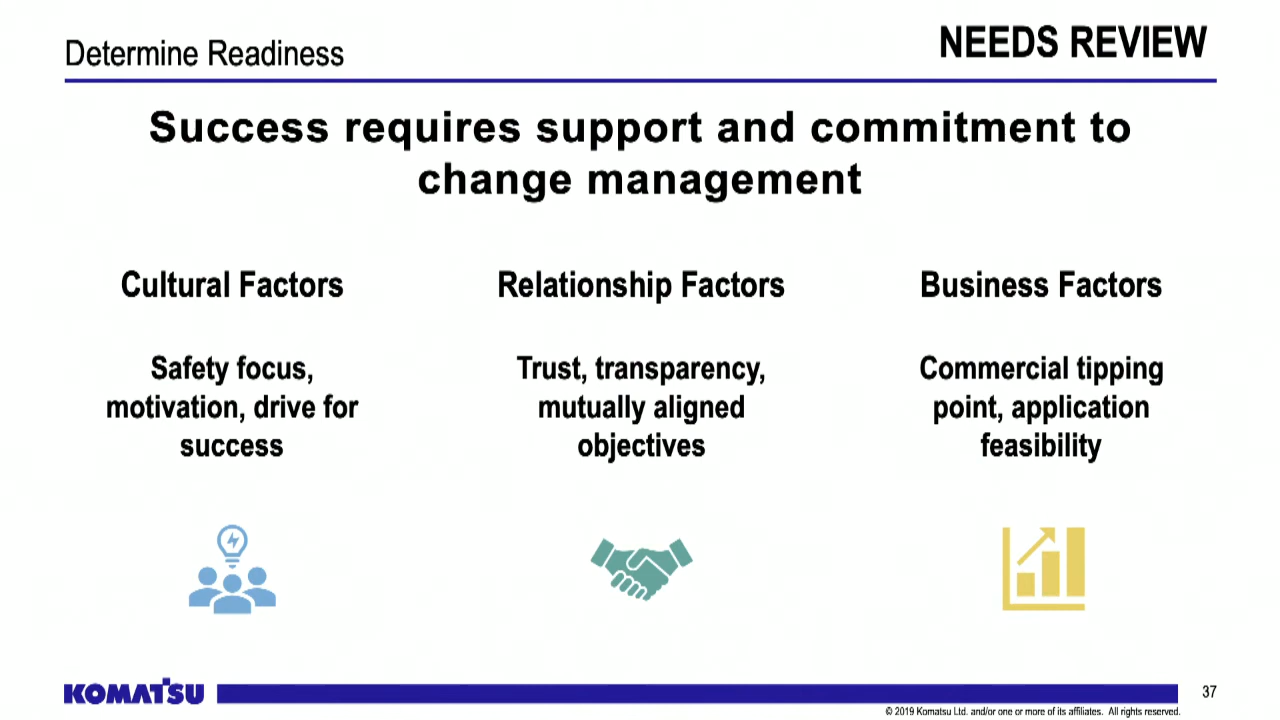 Determine Readiness
NEEDS REVIEW
Success requires support and commitment to
change management
Cultural Factors
Safety focus,
motivation, drive for
success
Relationship Factors
Trust, transparency,
mutually aligned
objectives
Business Factors
Commercial tipping
point, application
feasibility
KOMATSU
37
© 2019 Komatsu Ltd. and/or one or more of its affiliates. All rights reserved.